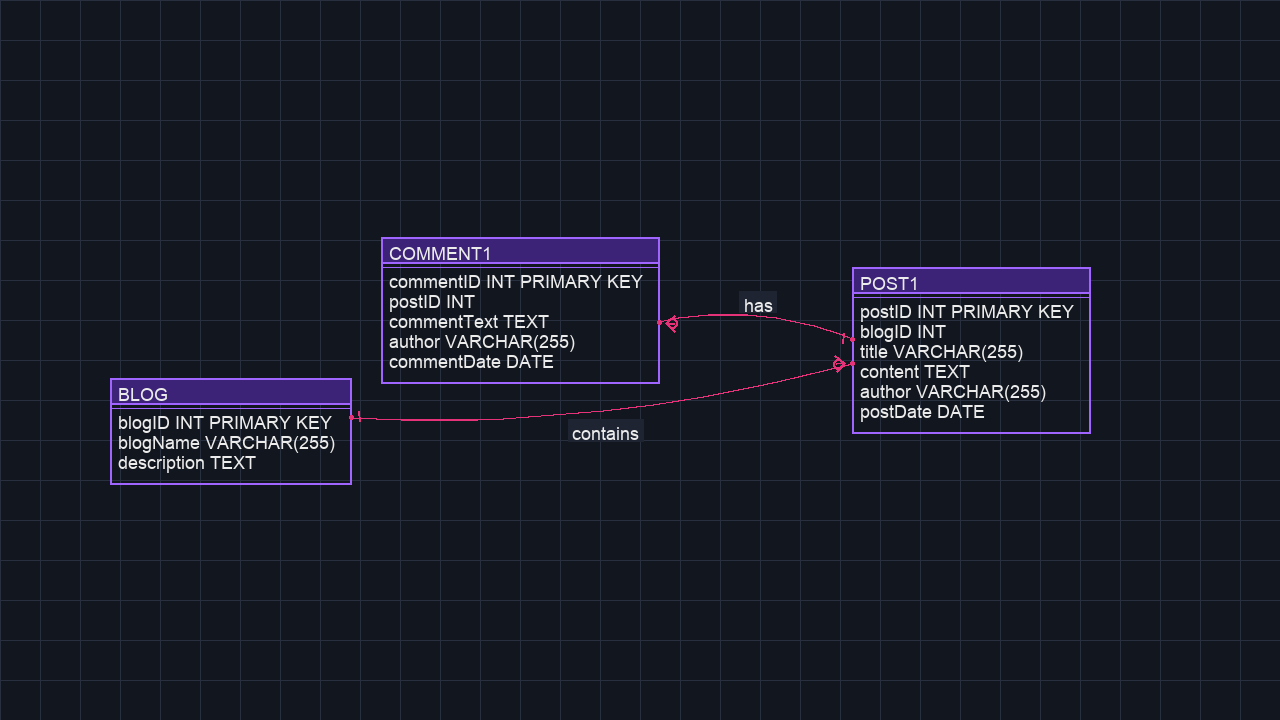 COMMENT1
commentID INT PRIMARY KEY
postID INT
commentText TEXT
author VARCHAR(255)
commentDate DATE
has
POST1
postID INT PRIMARY KEY
blogID INT
title VARCHAR(255)
content TEXT
author VARCHAR(255)
postDate DATE
BLOG
blogID INT PRIMARY KEY
blogName VARCHAR(255)
description TEXT
contains